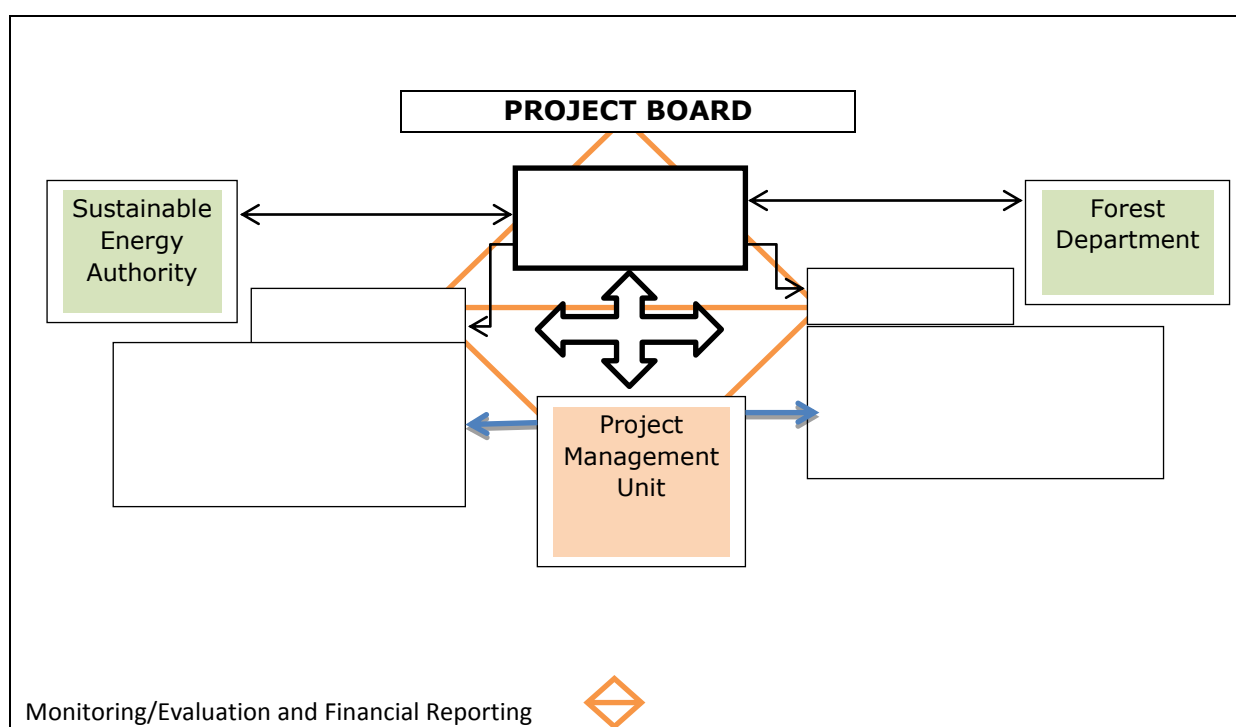 PROJECT BOARD
Sustainable
Energy
Authority
Forest
Department
Project
Management
Unit
Monitoring/Evaluation and Financial Reporting